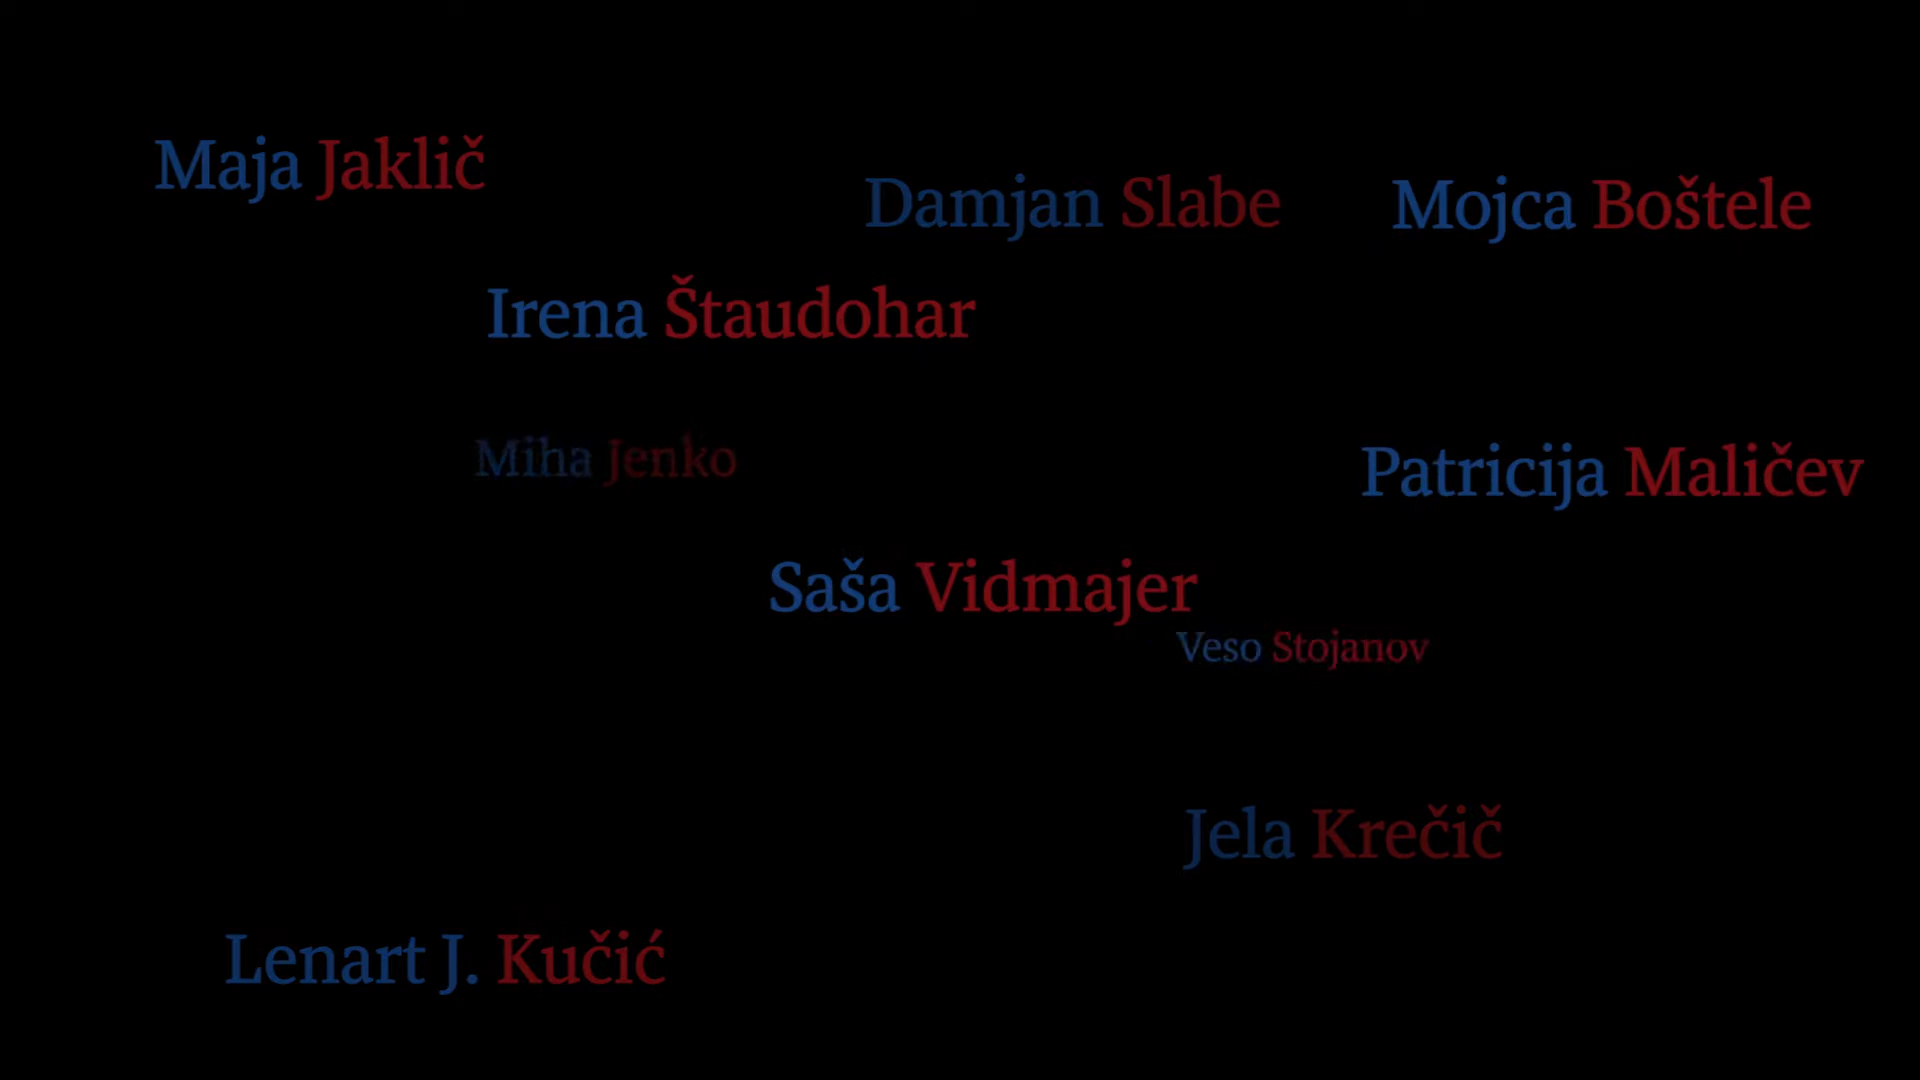 Maja Jaklič
Damjan Slabe
Mojca Boštele
Irena Štaudohar
Miha Jenko
Patricija Maličev
Saša Vidmajer
Veso Stojanov
Jela Krečič
Lenart J. Kučić